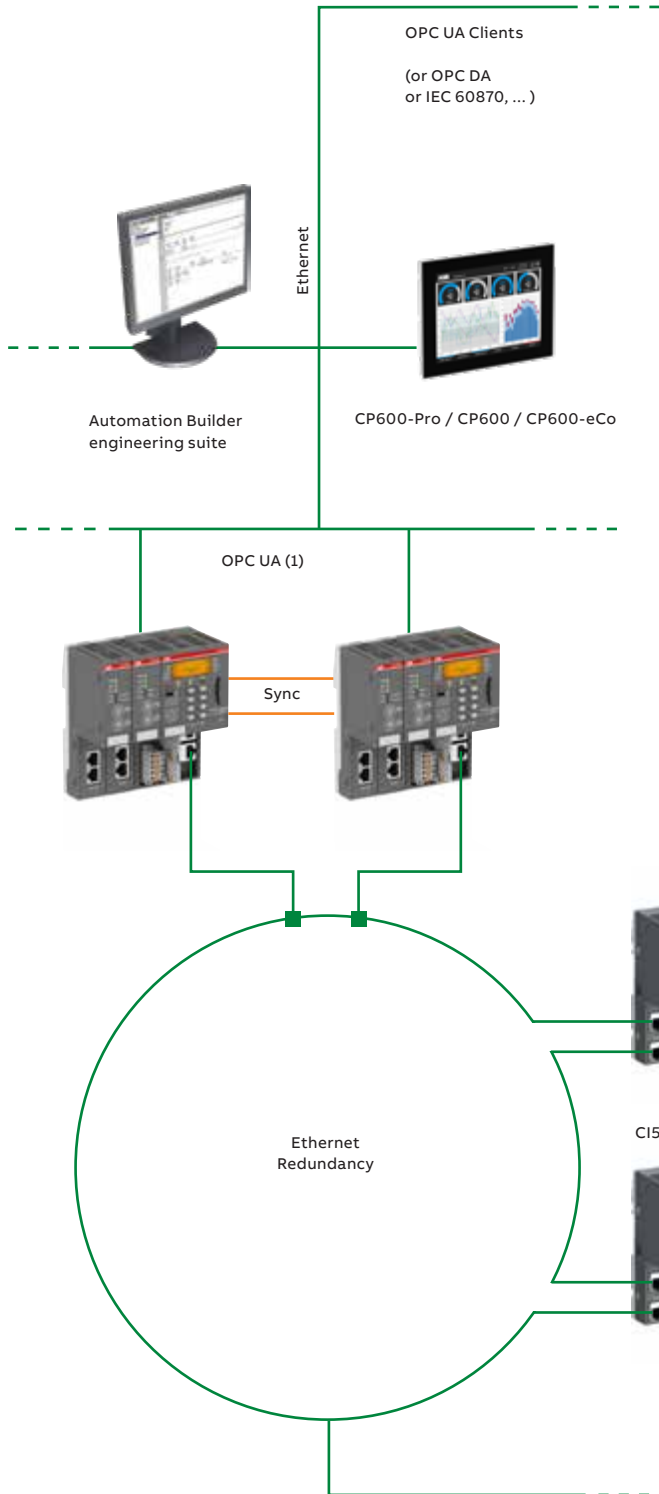 OPC UA Clients
(or OPC DA
or IEC 60870, ... )
Ethernet
Automation Builder
engineering suite
CP600-Pro / CP600 / CP600-eCo
OPC UA (1)
Sync
Ethernet
Redundancy
CI5